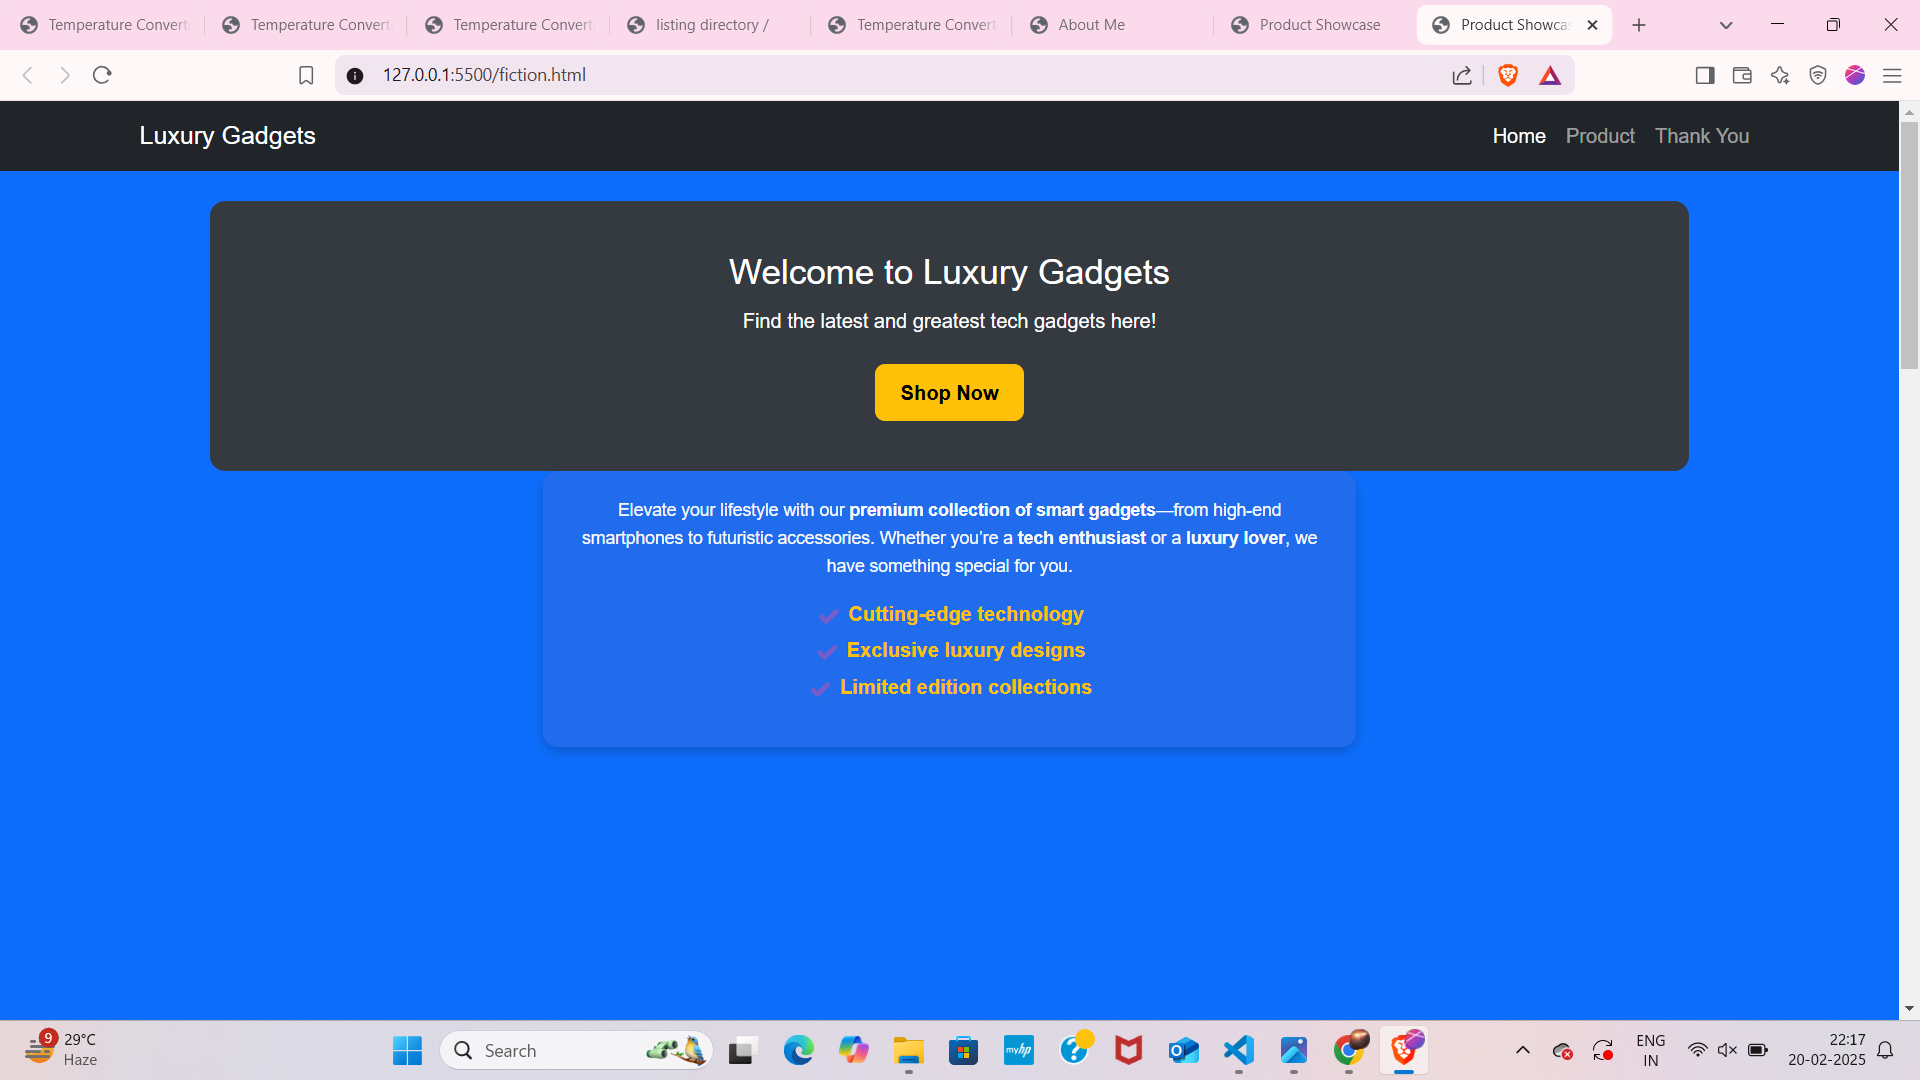 Temperature Convert
Temperature Convert
Temperature Convert
listing directory /
Temperature Convert
About Me
Product Showcase
Product Showca
127.0.0.1:5500/fiction.html
Luxury Gadgets
Home Product Thank You
Welcome to Luxury Gadgets
Find the latest and greatest tech gadgets here!
Shop Now
Elevate your lifestyle with our premium collection of smart gadgets—from high-end
smartphones to futuristic accessories. Whether you’re a tech enthusiast or a luxury lover, we
have something special for you.
Cutting-edge technology
Exclusive luxury designs
Limited edition collections
9
29°C
Haze
Search
myhp
ENG
IN
22:17
20-02-2025